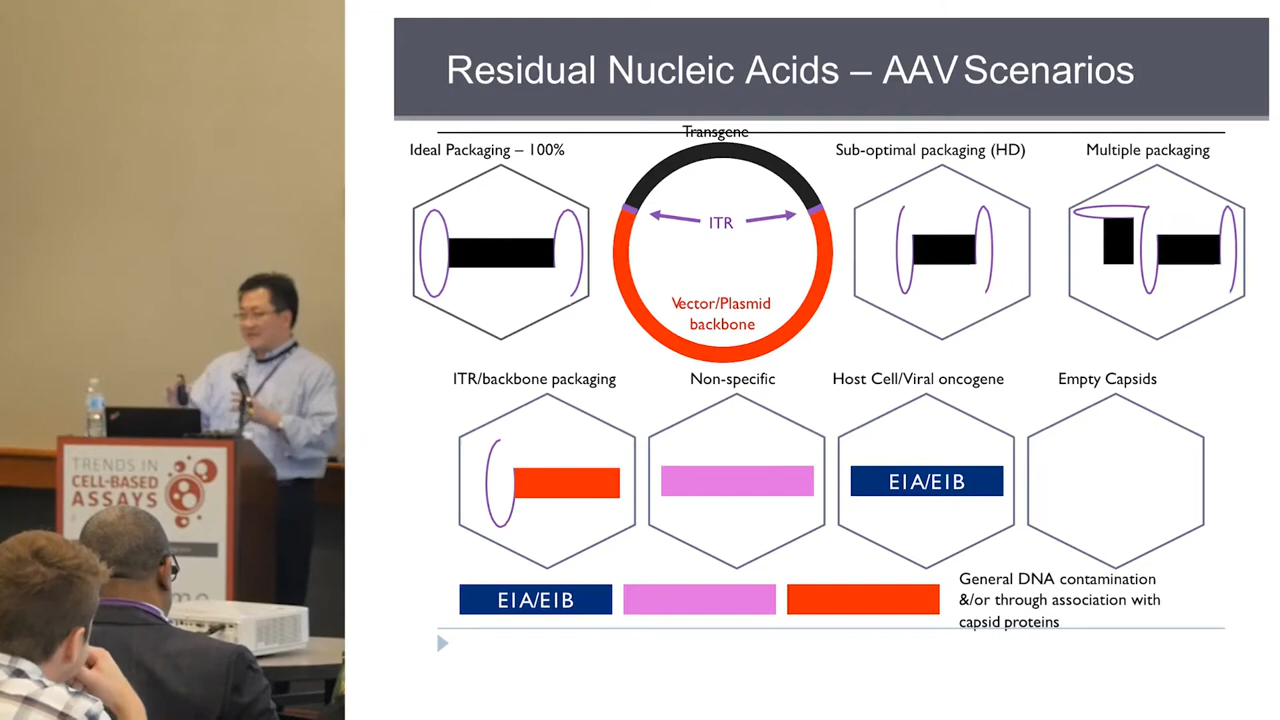 Residual Nucleic Acids – AAV Scenarios
Transgene
Ideal Packaging – 100%
Sub-optimal packaging (HD)
Multiple packaging
ITR
Vector/Plasmid
backbone
ITR/backbone packaging
Non-specific
Host Cell/Viral oncogene
Empty Capsids
E1A/E1B
E1A/E1B
General DNA contamination
&/or through association with
capsid proteins
TRENDS IN
CELL-BASED
ASSAYS